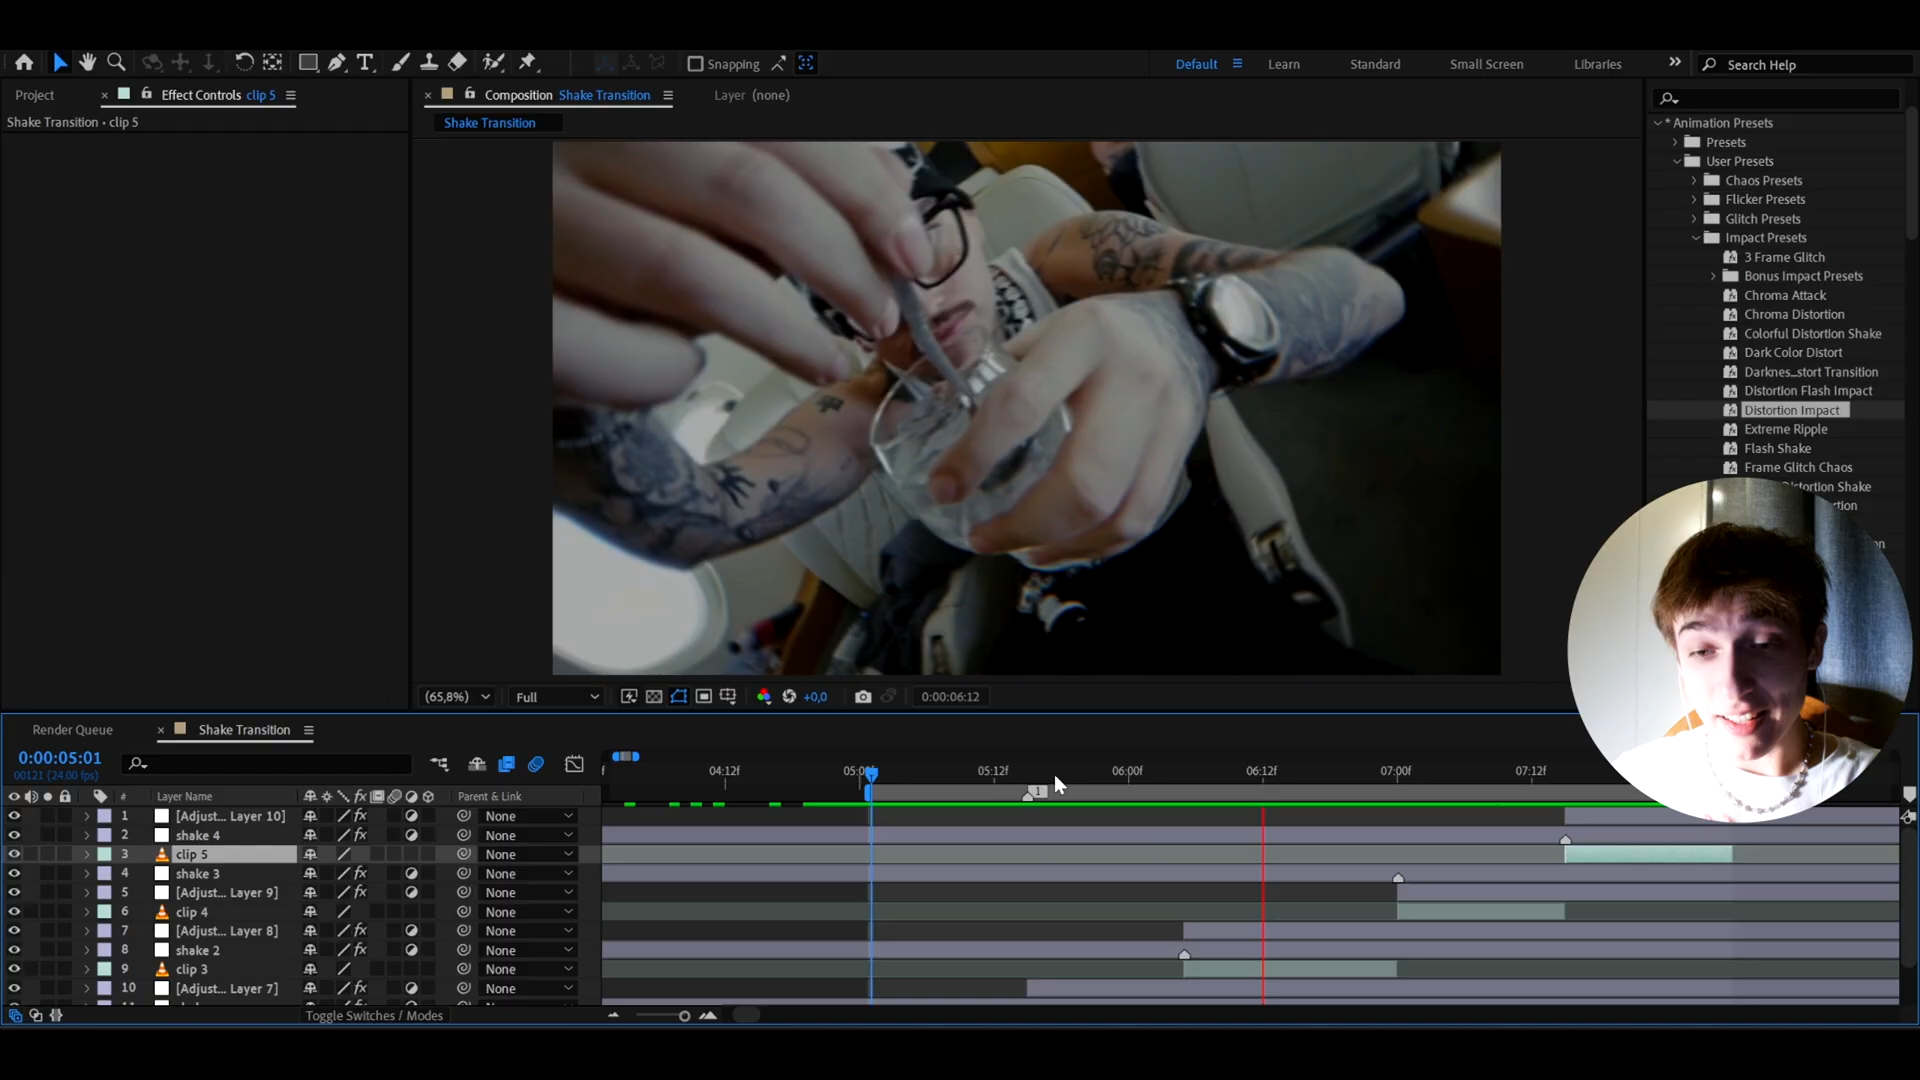 Snapping
Default
Learn
Standard
Small Screen
Libraries
Search Help
Project
Effect Controls clip 5
Composition Shake Transition
Layer (none)
Shake Transition • clip 5
Shake Transition
* Animation Presets
Presets
User Presets
Chaos Presets
Flicker Presets
Glitch Presets
Impact Presets
3 Frame Glitch
Bonus Impact Presets
Chroma Attack
Chroma Distortion
Colorful Distortion Shake
Dark Color Distort
Darknes...stort Transition
Distortion Flash Impact
Distortion Impact
Extreme Ripple
Flash Shake
Frame Glitch Chaos
Distortion Shake
(65,8%)
Full
+0,0
0:00:06:12
Render Queue
Shake Transition
0:00:05:01
00121 (24.00 fps)
04:12f
05:00f
05:12f
06:00f
06:12f
07:00f
07:12f
1
# Layer Name
Parent & Link
1 [Adjust... Layer 10] None
2 shake 4 None
3 clip 5 None
4 shake 3 None
5 [Adjust... Layer 9] None
6 clip 4 None
7 [Adjust... Layer 8] None
8 shake 2 None
9 clip 3 None
10 [Adjust... Layer 7] None
Toggle Switches / Modes